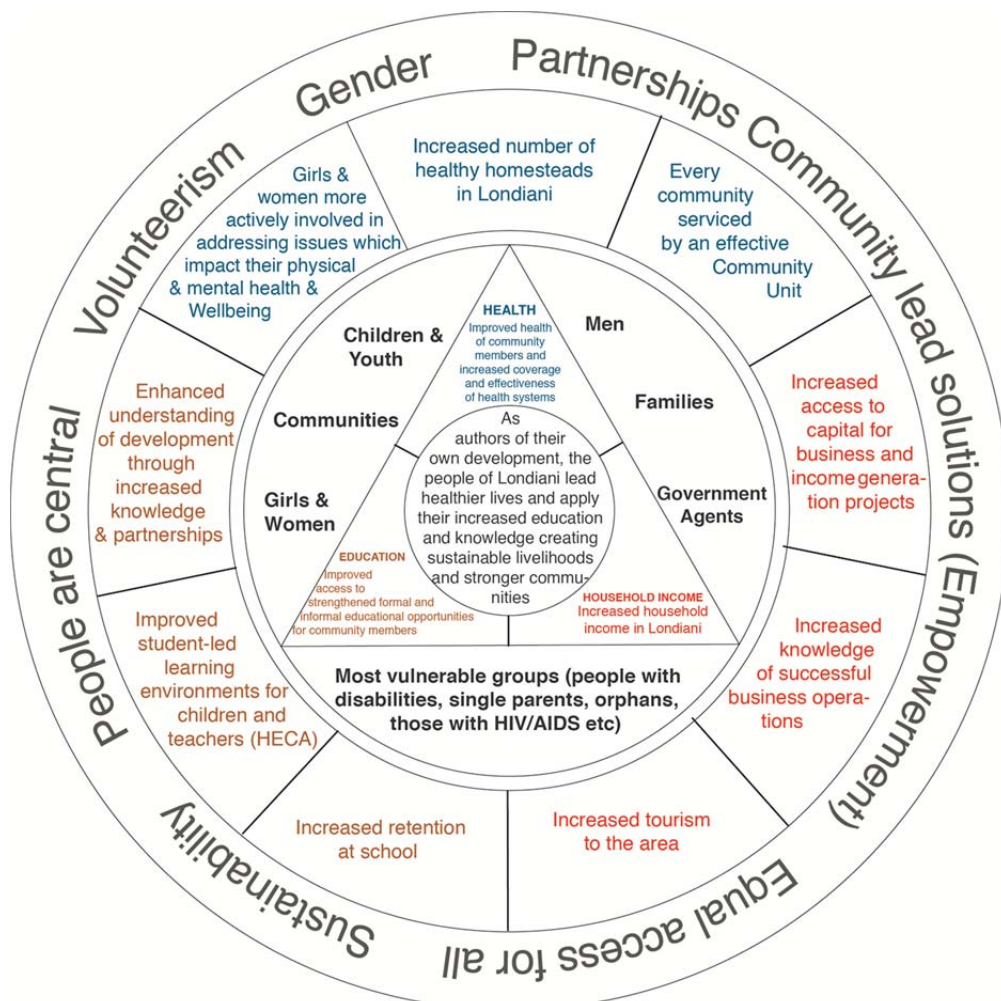 Gender
Partnerships
Community lead solutions (Empowerment)
Equal access for all
Sustainability
People are central
Volunteerism
Increased number of
healthy homesteads
in Londiani
Every
community
serviced
by an effective
Community
Unit
Increased
access to
capital for
business and
income genera-
tion projects
Increased
knowledge
of successful
business opera-
tions
Increased tourism
to the area
Increased retention
at school
Improved
student-led
learning
environments for
children and
teachers (HECA)
Enhanced
understanding
of development
through
increased
knowledge
& partnerships
Girls &
women more
actively involved in
addressing issues which
impact their physical
& mental health &
Wellbeing
Children &
Youth
Communities
Girls &
Women
Men
Families
Government
Agents
Most vulnerable groups (people with
disabilities, single parents, orphans,
those with HIV/AIDS etc)
HEALTH
Improved health
of community
members and
increased coverage
and effectiveness
of health systems
EDUCATION
Improved
access to
strengthened formal and
informal educational opportunities
for community members
HOUSEHOLD INCOME
Increased household
income in Londiani
As
authors of their
own development, the
people of Londiani lead
healthier lives and apply
their increased education
and knowledge creating
sustainable livelihoods
and stronger commu-
nities